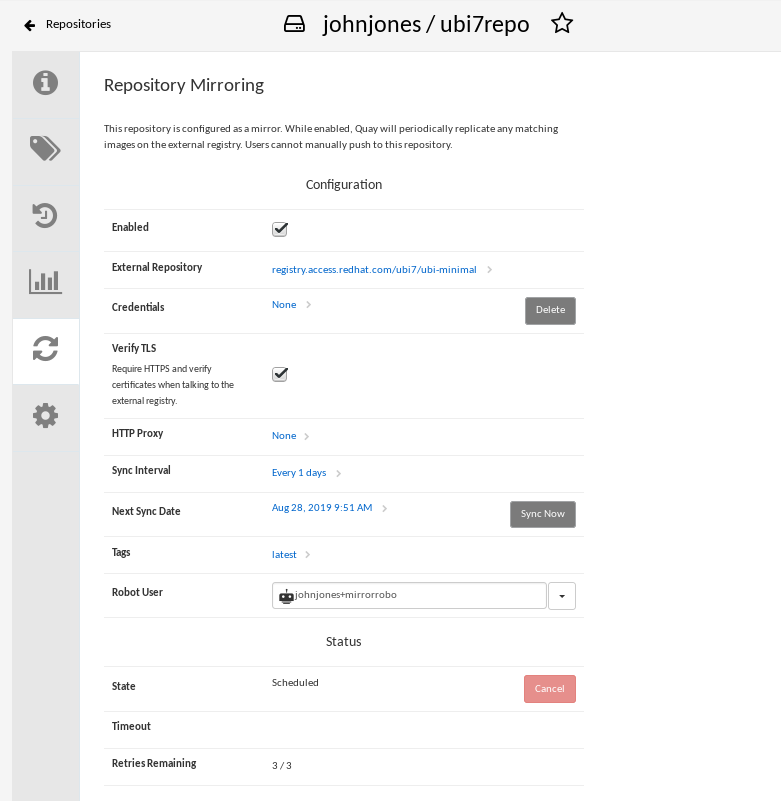 Repositories
johnjones / ubi7repo
Repository Mirroring
This repository is configured as a mirror. While enabled, Quay will periodically replicate any matching
images on the external registry. Users cannot manually push to this repository.
Configuration
Enabled
External Repository registry.access.redhat.com/ubi7/ubi-minimal
Credentials None Delete
Verify TLS
Require HTTPS and verify
certificates when talking to the
external registry.
HTTP Proxy None
Sync Interval Every 1 days
Next Sync Date Aug 28, 2019 9:51 AM Sync Now
Tags latest
Robot User johnjones+mirrorrobo
Status
State Scheduled Cancel
Timeout
Retries Remaining 3 / 3